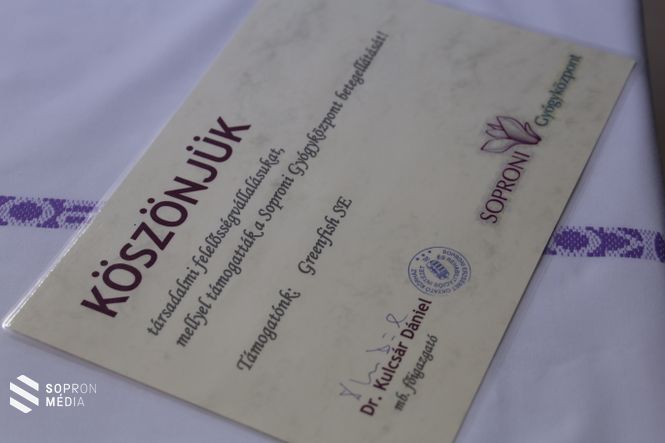 KÖSZÖNJÜK
társadalmi felelősségvállalásukat,
mellyel támogatták a Soproni Gyógyközpont betegellátását!
Támogatónk: Greenfish SE
Dr. Kulcsár Dániel
mb. főigazgató
SOPRONI
Gyógyközpont
SOPRON
MÉDIA